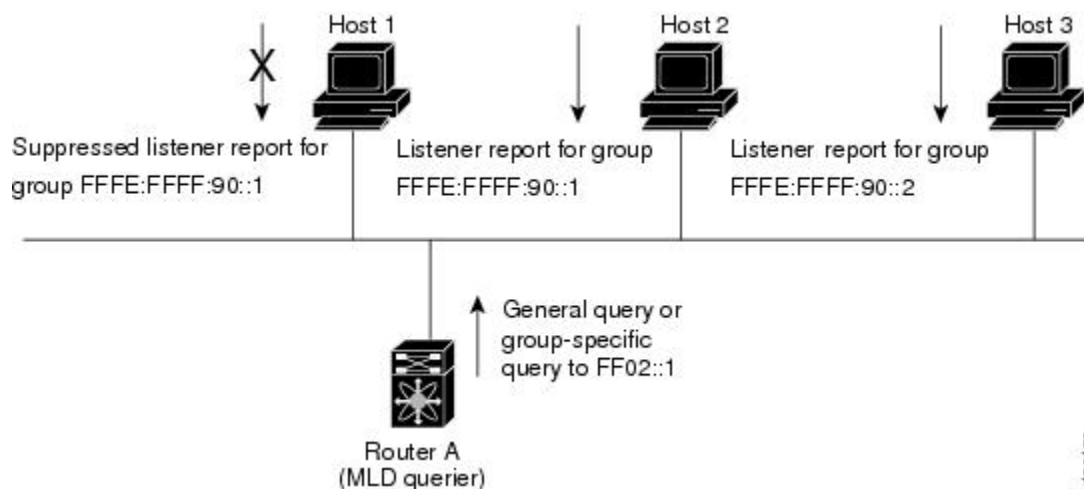 Host 1
Host 2
Host 3
Suppressed listener report for
group FFFE:FFFF:90::1
Listener report for group
FFFE:FFFF:90::1
Listener report for group
FFFE:FFFF:90::2
General query or
group-specific
query to FF02::1
Router A
(MLD querier)